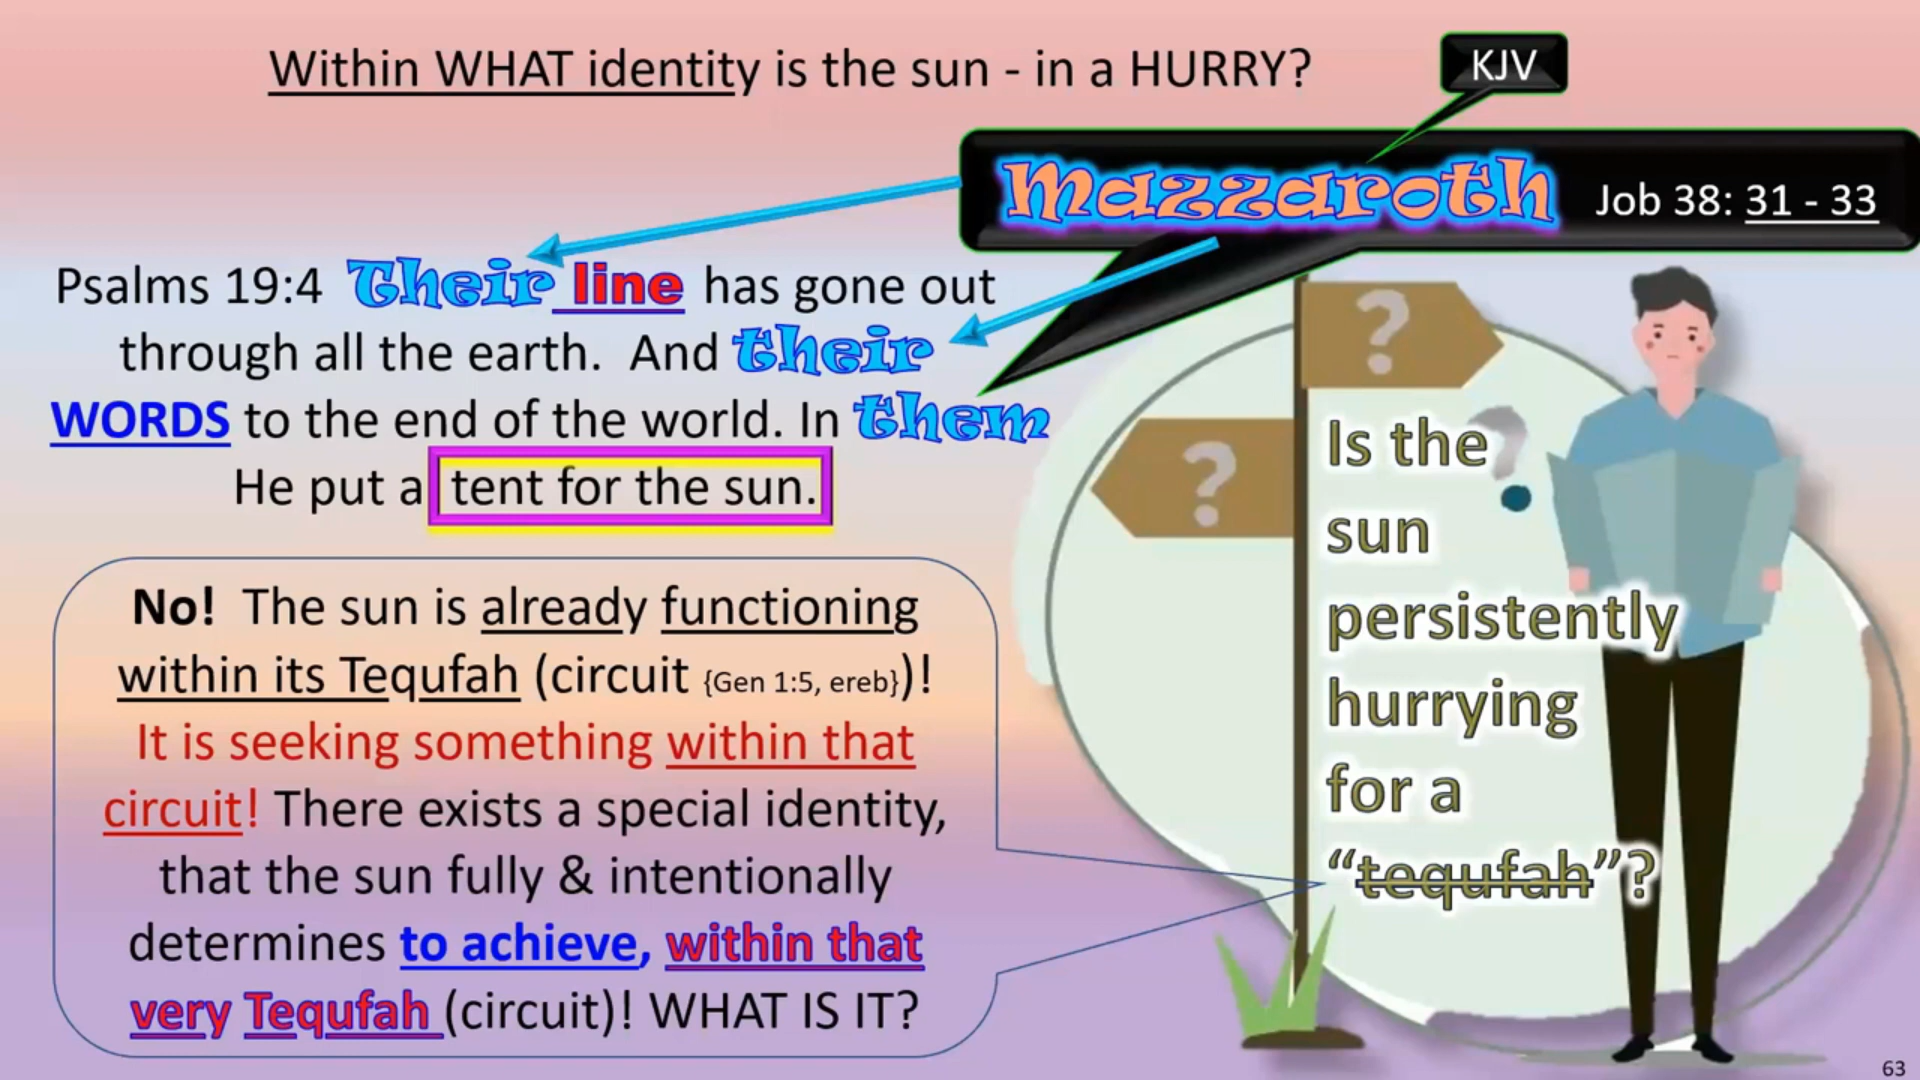 Within WHAT identity is the sun - in a HURRY?
KJV
Mazzaroth Job 38: 31 - 33
Psalms 19:4 Their line has gone out
through all the earth. And their
WORDS to the end of the world. In them
He put a tent for the sun.
No! The sun is already functioning
within its Tequfah (circuit {Gen 1:5, ereb})!
It is seeking something within that
circuit! There exists a special identity,
that the sun fully & intentionally
determines to achieve, within that
very Tequfah (circuit)! WHAT IS IT?
?
?
?
Is the
sun
persistently
hurrying
for a
“tequfah”?
63